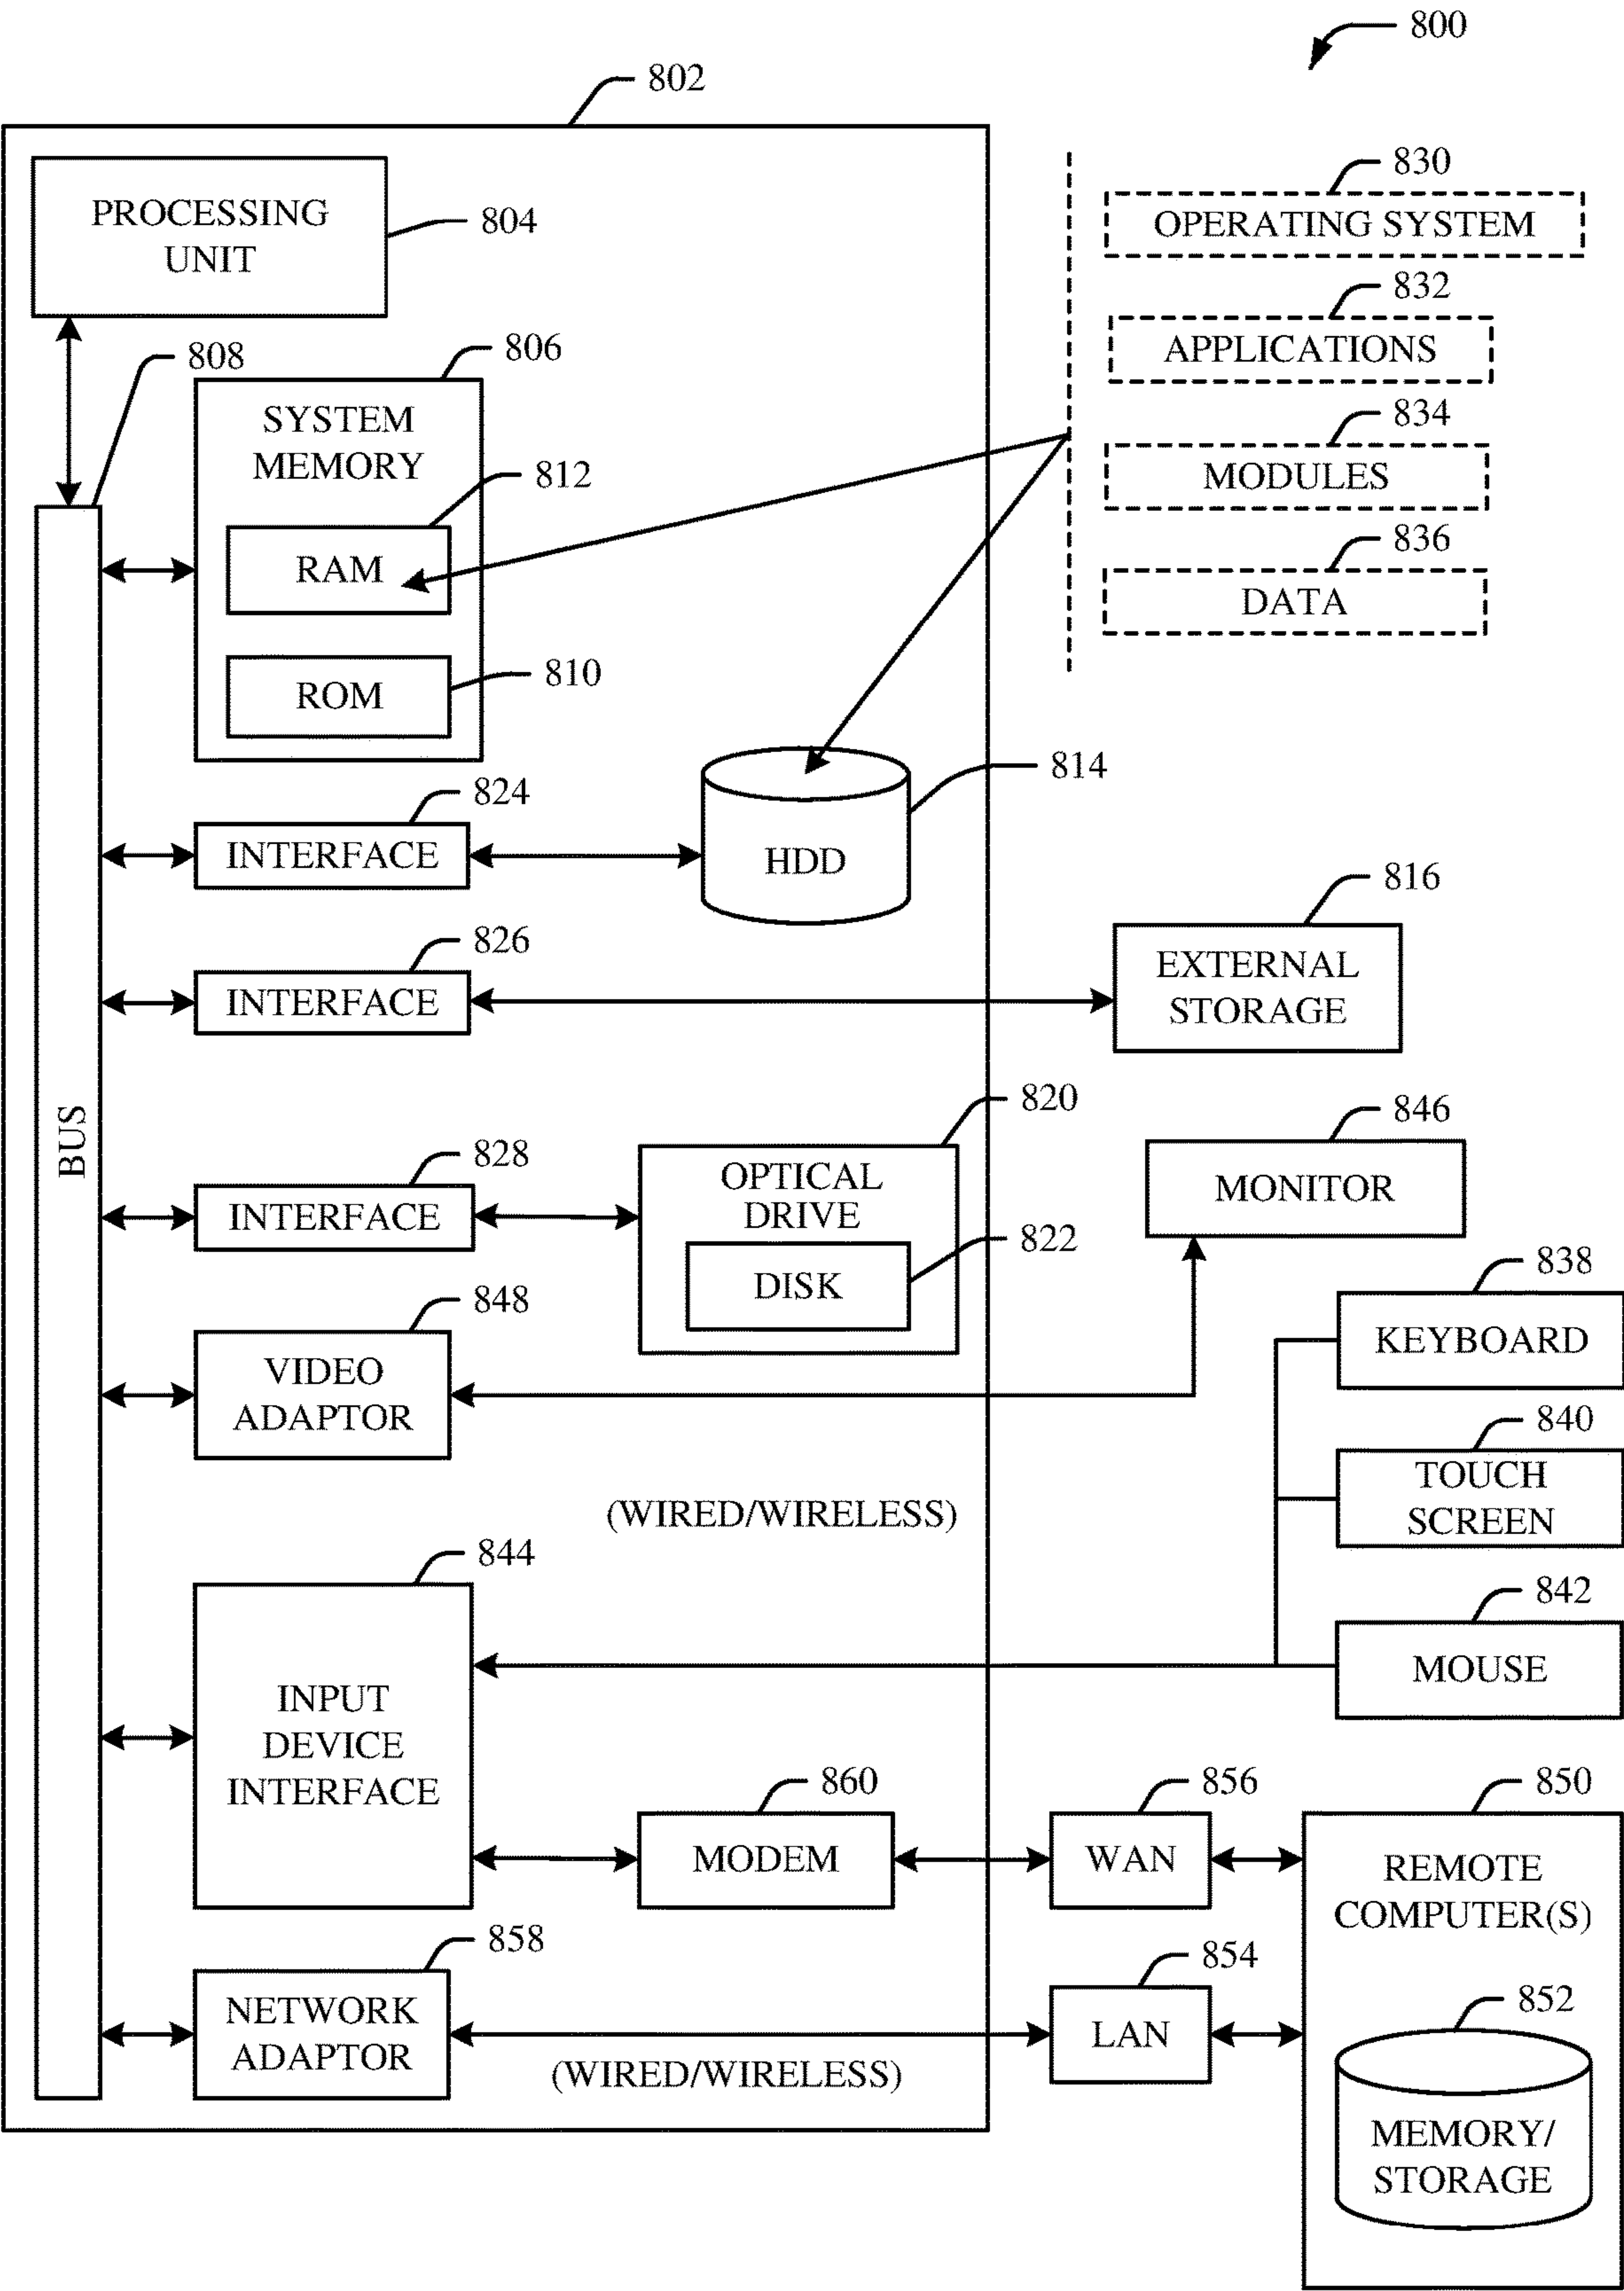 800
802
PROCESSING
UNIT
804
830
OPERATING SYSTEM
832
APPLICATIONS
834
MODULES
836
DATA
808
806
SYSTEM
MEMORY
812
RAM
810
ROM
BUS
824
INTERFACE
814
HDD
826
INTERFACE
816
EXTERNAL
STORAGE
828
INTERFACE
820
OPTICAL
DRIVE
822
DISK
846
MONITOR
848
VIDEO
ADAPTOR
838
KEYBOARD
840
TOUCH
SCREEN
(WIRED/WIRELESS)
842
MOUSE
844
INPUT
DEVICE
INTERFACE
860
MODEM
856
WAN
850
REMOTE
COMPUTER(S)
858
NETWORK
ADAPTOR
(WIRED/WIRELESS)
854
LAN
852
MEMORY/
STORAGE